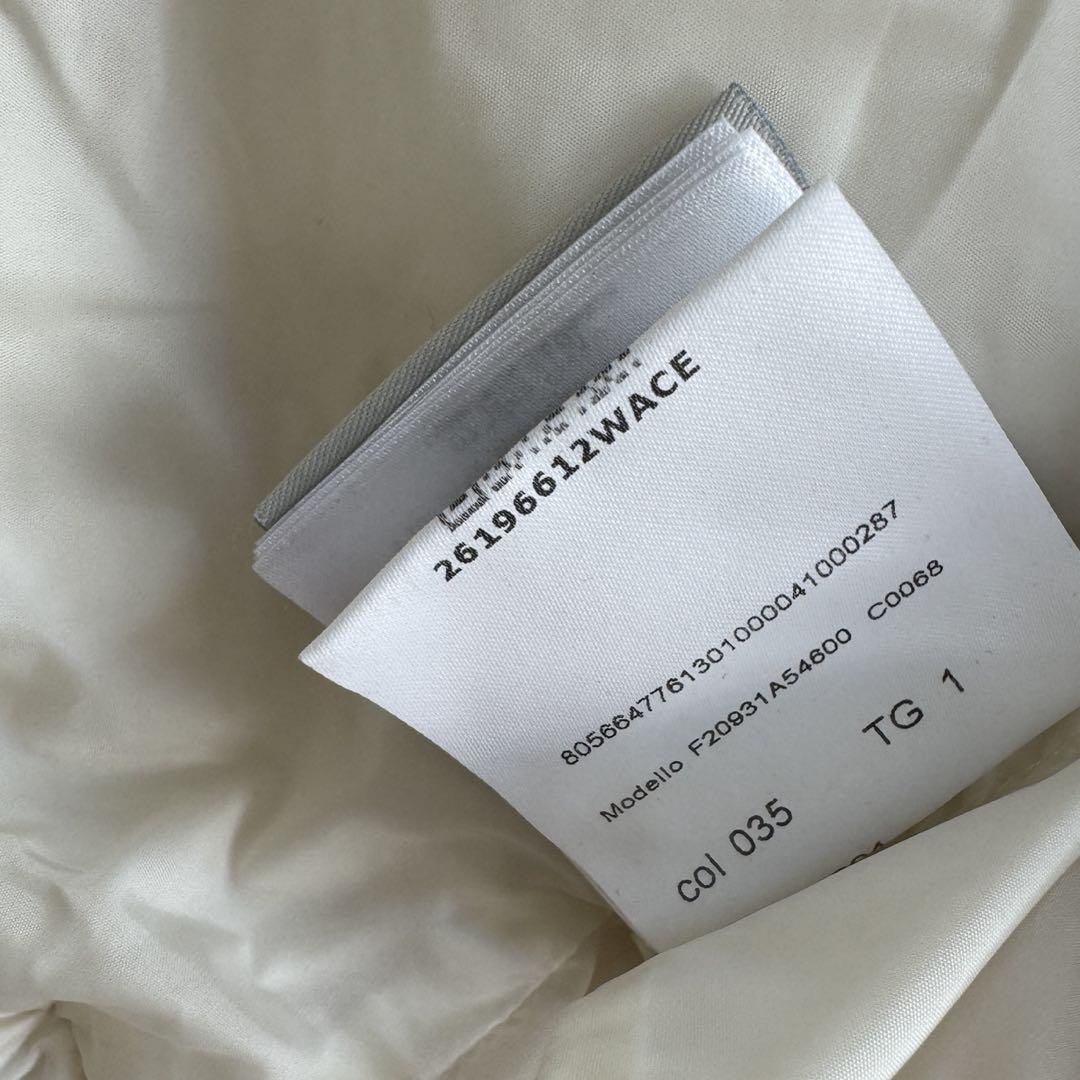 26196612WACE
8056647761301000041000287
Modello F20931A54600 C0068
TG 1
col 035